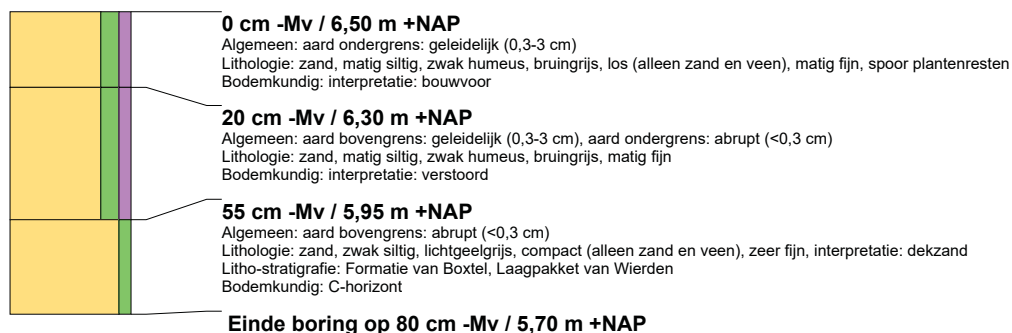 0 cm -Mv / 6,50 m +NAP
Algemeen: aard ondergrens: geleidelijk (0,3-3 cm)
Lithologie: zand, matig siltig, zwak humeus, bruingrijs, los (alleen zand en veen), matig fijn, spoor plantenresten
Bodemkundig: interpretatie: bouwvoor
20 cm -Mv / 6,30 m +NAP
Algemeen: aard bovengrens: geleidelijk (0,3-3 cm), aard ondergrens: abrupt (<0,3 cm)
Lithologie: zand, matig siltig, zwak humeus, bruingrijs, matig fijn
Bodemkundig: interpretatie: verstoord
55 cm -Mv / 5,95 m +NAP
Algemeen: aard bovengrens: abrupt (<0,3 cm)
Lithologie: zand, zwak siltig, lichtgeelgrijs, compact (alleen zand en veen), zeer fijn, interpretatie: dekzand
Litho-stratigrafie: Formatie van Boxtel, Laagpakket van Wierden
Bodemkundig: C-horizont
Einde boring op 80 cm -Mv / 5,70 m +NAP